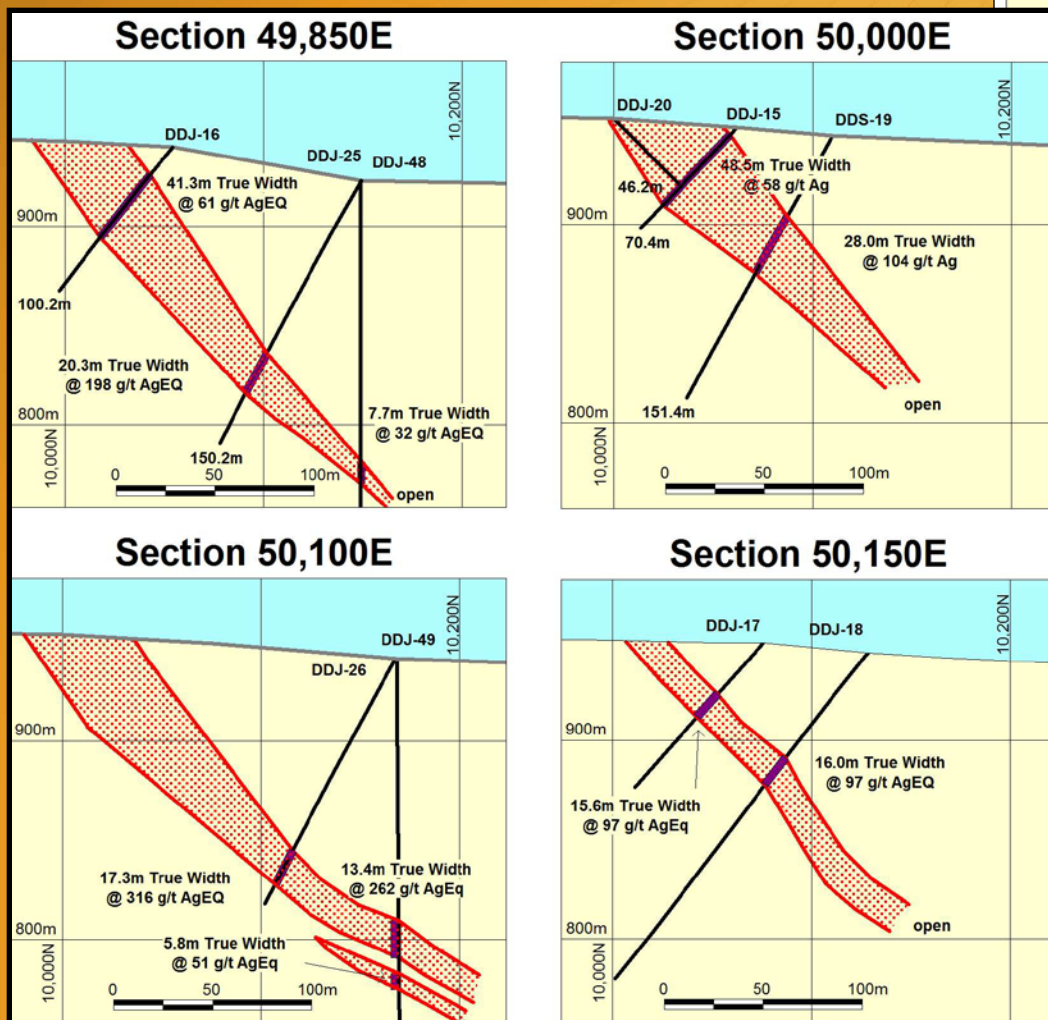 Section 49,850E
10,200N
DDJ-16
DDJ-25
DDJ-48
41.3m True Width
@ 61 g/t AgEQ
900m
100.2m
20.3m True Width
@ 198 g/t AgEQ
7.7m True Width
@ 32 g/t AgEQ
800m
10,000N
150.2m
0
50
100m
open
Section 50,000E
10,200N
DDJ-20
DDJ-15
DDS-19
48.5m True Width
@ 58 g/t Ag
46.2m
900m
70.4m
28.0m True Width
@ 104 g/t Ag
151.4m
open
800m
10,000N
0
50
100m
Section 50,100E
10,200N
DDJ-49
DDJ-26
900m
17.3m True Width
@ 316 g/t AgEQ
13.4m True Width
@ 262 g/t AgEq
800m
5.8m True Width
@ 51 g/t AgEq
10,000N
0
50
100m
Section 50,150E
10,200N
DDJ-17
DDJ-18
900m
16.0m True Width
@ 97 g/t AgEQ
15.6m True Width
@ 97 g/t AgEq
800m
open
10,000N
0
50
100m